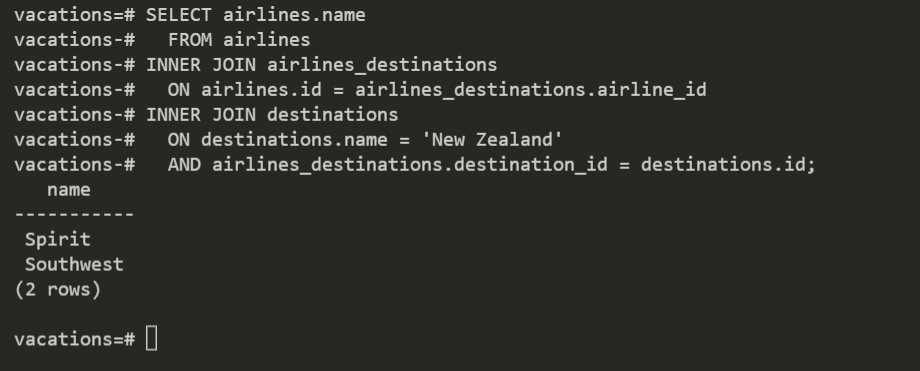 vacations=# SELECT airlines.name
vacations-#   FROM airlines
vacations-# INNER JOIN airlines_destinations
vacations-#   ON airlines.id = airlines_destinations.airline_id
vacations-# INNER JOIN destinations
vacations-#   ON destinations.name = 'New Zealand'
vacations-#   AND airlines_destinations.destination_id = destinations.id;
   name
-----------
 Spirit
 Southwest
(2 rows)

vacations=#